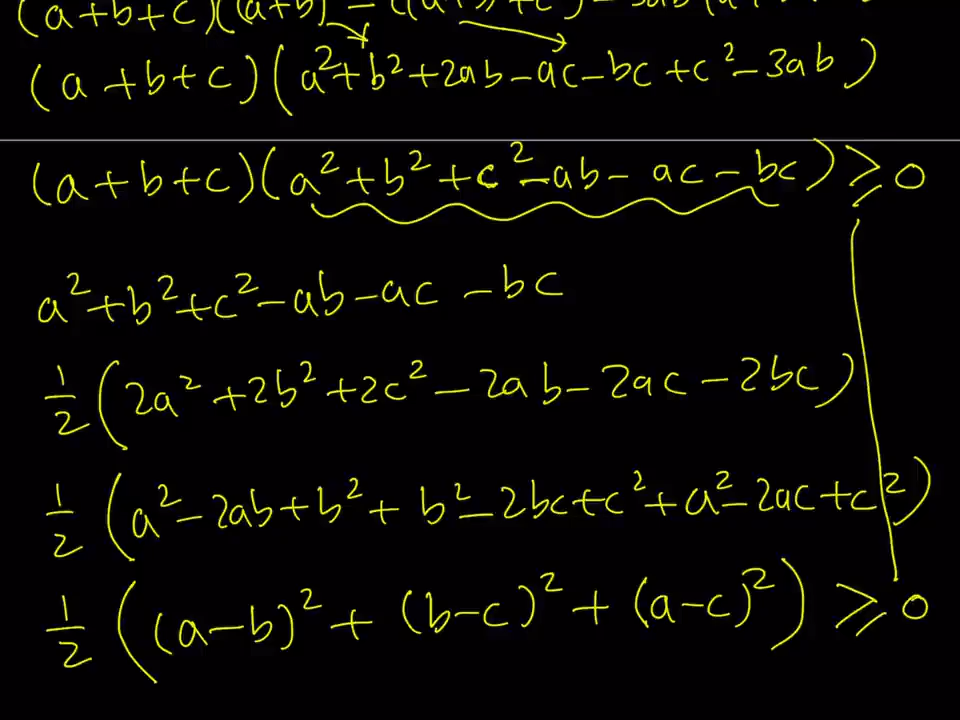 (a+b+c)(a+b)
(a+b+c)(a²+b²+2ab-ac-bc+c²-3ab)
(a+b+c)(a²+b²+c²-ab-ac-bc)≥0
a²+b²+c²-ab-ac-bc
1/2(2a²+2b²+2c²-2ab-2ac-2bc)
1/2(a²-2ab+b²+b²-2bc+c²+a²-2ac+c²)
1/2((a-b)²+(b-c)²+(a-c)²)≥0